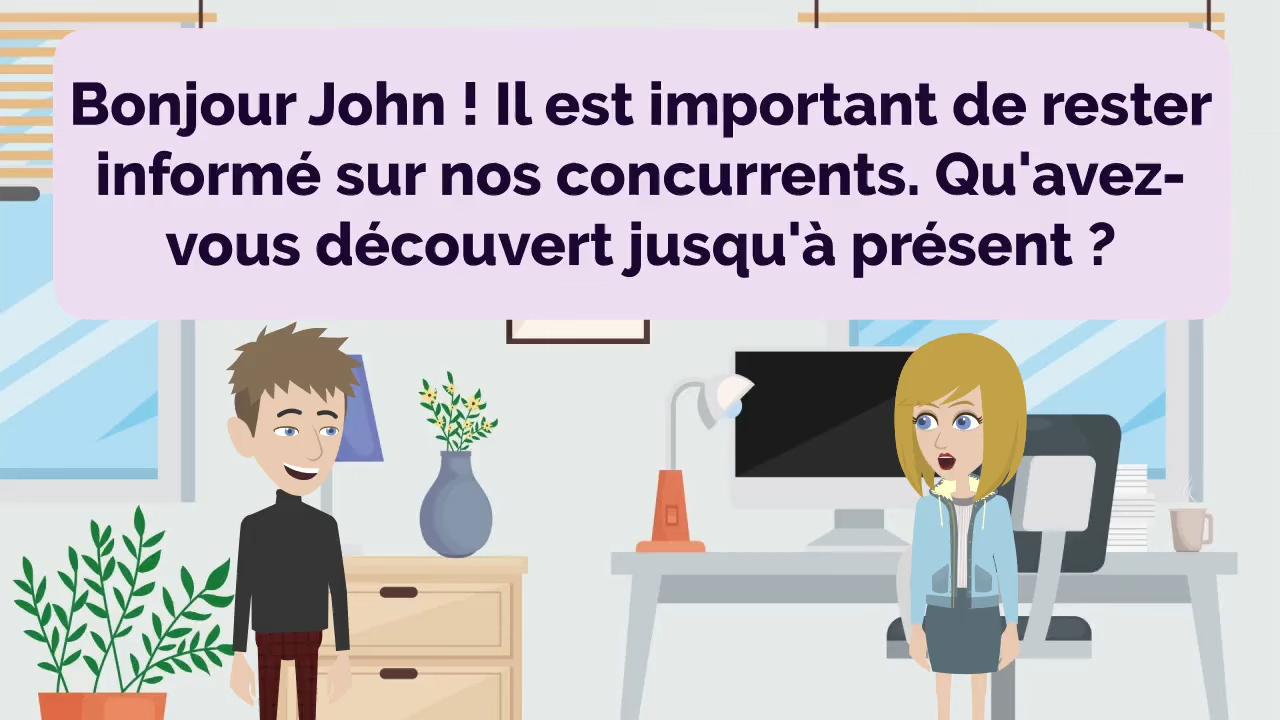 Bonjour John ! Il est important de rester
informé sur nos concurrents. Qu'avez-
vous découvert jusqu'à présent ?